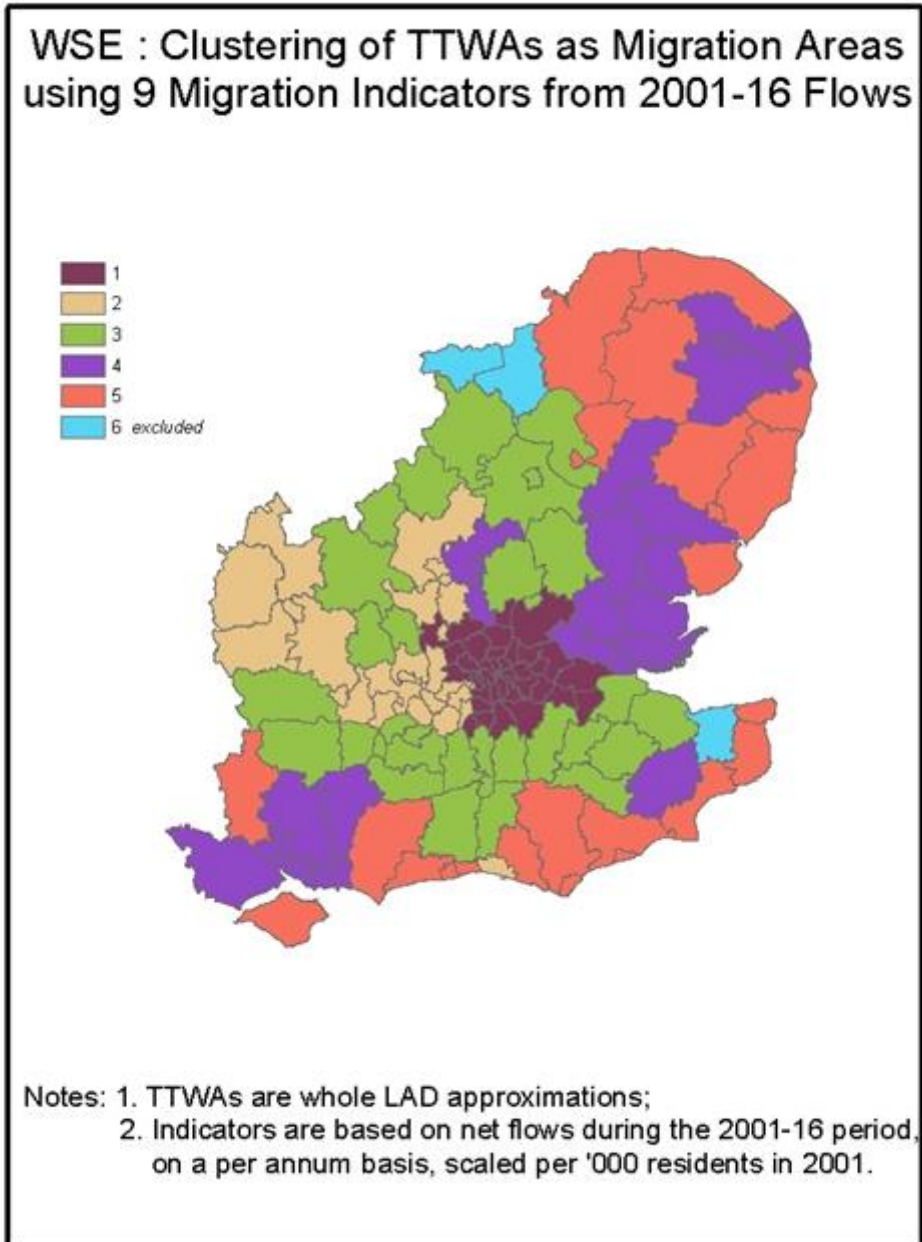 WSE : Clustering of TTWAs as Migration Areas
using 9 Migration Indicators from 2001-16 Flows
1
2
3
4
5
6 excluded
Notes: 1. TTWAs are whole LAD approximations;
2. Indicators are based on net flows during the 2001-16 period,
on a per annum basis, scaled per '000 residents in 2001.